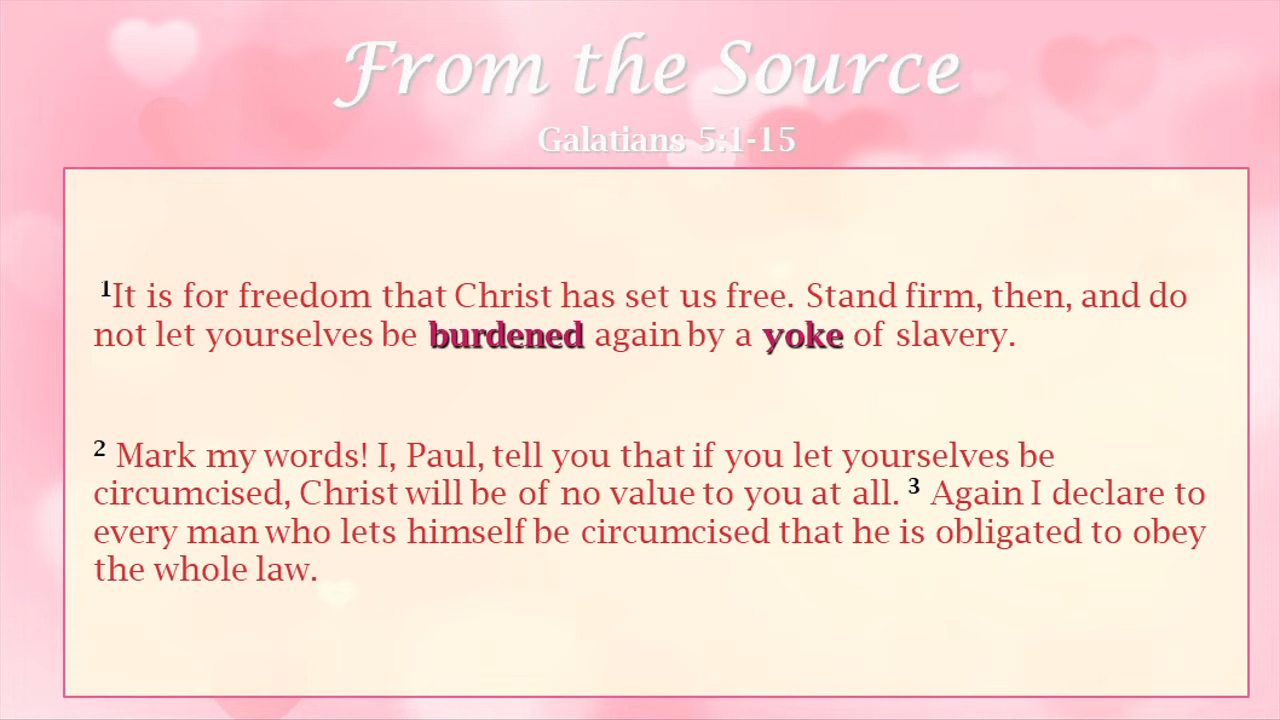 From the Source
Galatians 5:1-15
1It is for freedom that Christ has set us free. Stand firm, then, and do
not let yourselves be burdened again by a yoke of slavery.
2 Mark my words! I, Paul, tell you that if you let yourselves be
circumcised, Christ will be of no value to you at all. 3 Again I declare to
every man who lets himself be circumcised that he is obligated to obey
the whole law.